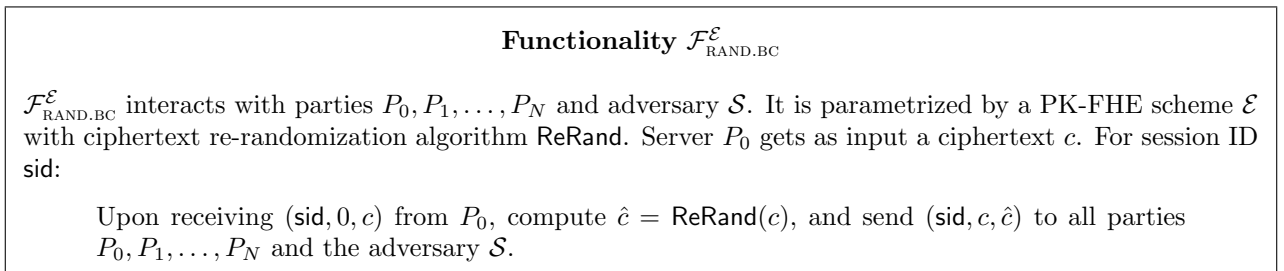 Functionality $\mathcal{F}^{\mathcal{E}}_{\text{RAND.BC}}$
$\mathcal{F}^{\mathcal{E}}_{\text{RAND.BC}}$ interacts with parties $P_0, P_1, \ldots, P_N$ and adversary $\mathcal{S}$. It is parametrized by a PK-FHE scheme $\mathcal{E}$
with ciphertext re-randomization algorithm ReRand. Server $P_0$ gets as input a ciphertext $c$. For session ID
sid:
Upon receiving $(\text{sid}, 0, c)$ from $P_0$, compute $\hat{c} = \text{ReRand}(c)$, and send $(\text{sid}, c, \hat{c})$ to all parties
$P_0, P_1, \ldots, P_N$ and the adversary $\mathcal{S}$.